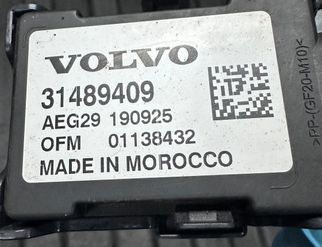 VOLVO
31489409
AEG29 190925
OFM 01138432
MADE IN MOROCCO
>PP-(GF20-M10)<